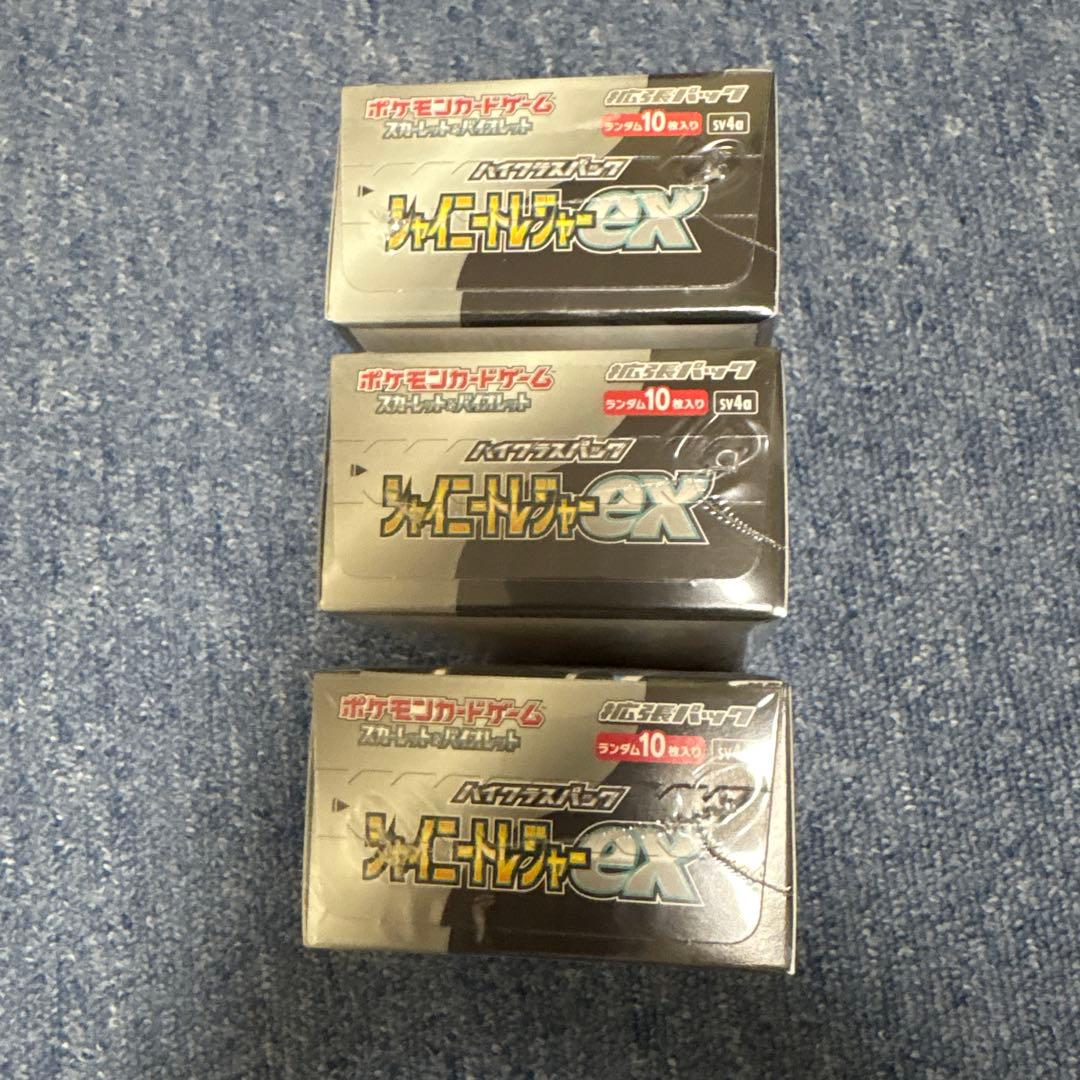 ポケモンカードゲーム
スカーレット&バイオレット
拡張パック
ランダム10枚入り sv4a
ハイクラスパック
シャイニートレジャーex
ポケモンカードゲーム
スカーレット&バイオレット
拡張パック
ランダム10枚入り sv4a
ハイクラスパック
シャイニートレジャーex
ポケモンカードゲーム
スカーレット&バイオレット
拡張パック
ランダム10枚入り
ハイクラスパック
シャイニートレジャーex